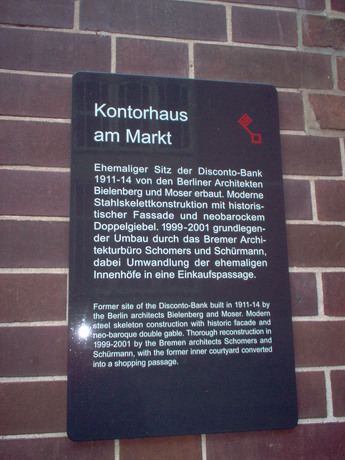 Kontorhaus
am Markt
Ehemaliger Sitz der Disconto-Bank
1911-14 von den Berliner Architekten
Bielenberg und Moser erbaut. Moderne
Stahlskelettkonstruktion mit histori-
stischer Fassade und neobarockem
Doppelgiebel. 1999-2001 grundlegen-
der Umbau durch das Bremer Archi-
tekturbüro Schomers und Schürmann,
dabei Umwandlung der ehemaligen
Innenhöfe in eine Einkaufspassage.
Former site of the Disconto-Bank built in 1911-14 by
the Berlin architects Bielenberg and Moser. Modern
steel skeleton construction with historic facade and
neo-baroque double gable. Thorough reconstruction in
1999-2001 by the Bremen architects Schomers and
Schürmann, with the former inner courtyard converted
into a shopping passage.